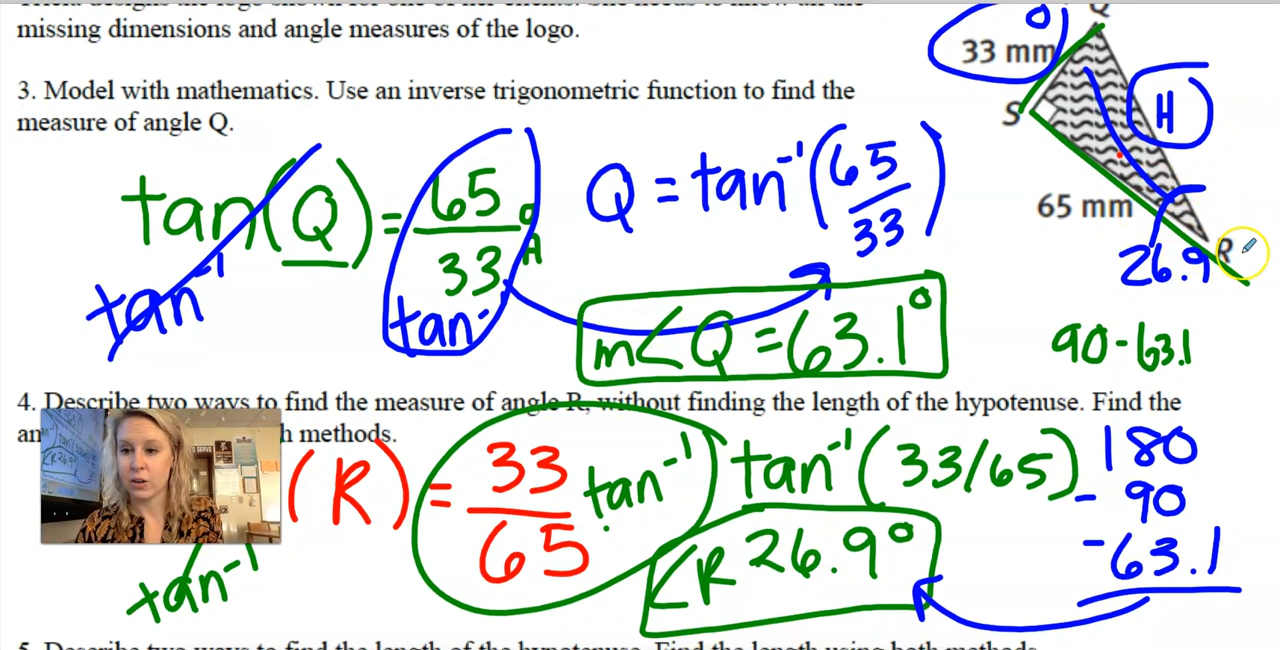 missing dimensions and angle measures of the logo.
3. Model with mathematics. Use an inverse trigonometric function to find the
measure of angle Q.
tan(Q) = 65/33 O A
tan⁻¹
tan⁻
Q = tan⁻¹(65/33)
m∠Q = 63.1°
O
33 mm
Q
S
H
65 mm
R
26.9
90-63.1
4. Describe two ways to find the measure of angle R, without finding the length of the hypotenuse. Find the
an h methods.
(R) = 33/65 tan⁻¹
tan⁻¹
tan⁻¹(33/65)
∠R 26.9°
180
- 90
-63.1
5. Describe two ways to find the length of the hypotenuse. Find the length using both methods.